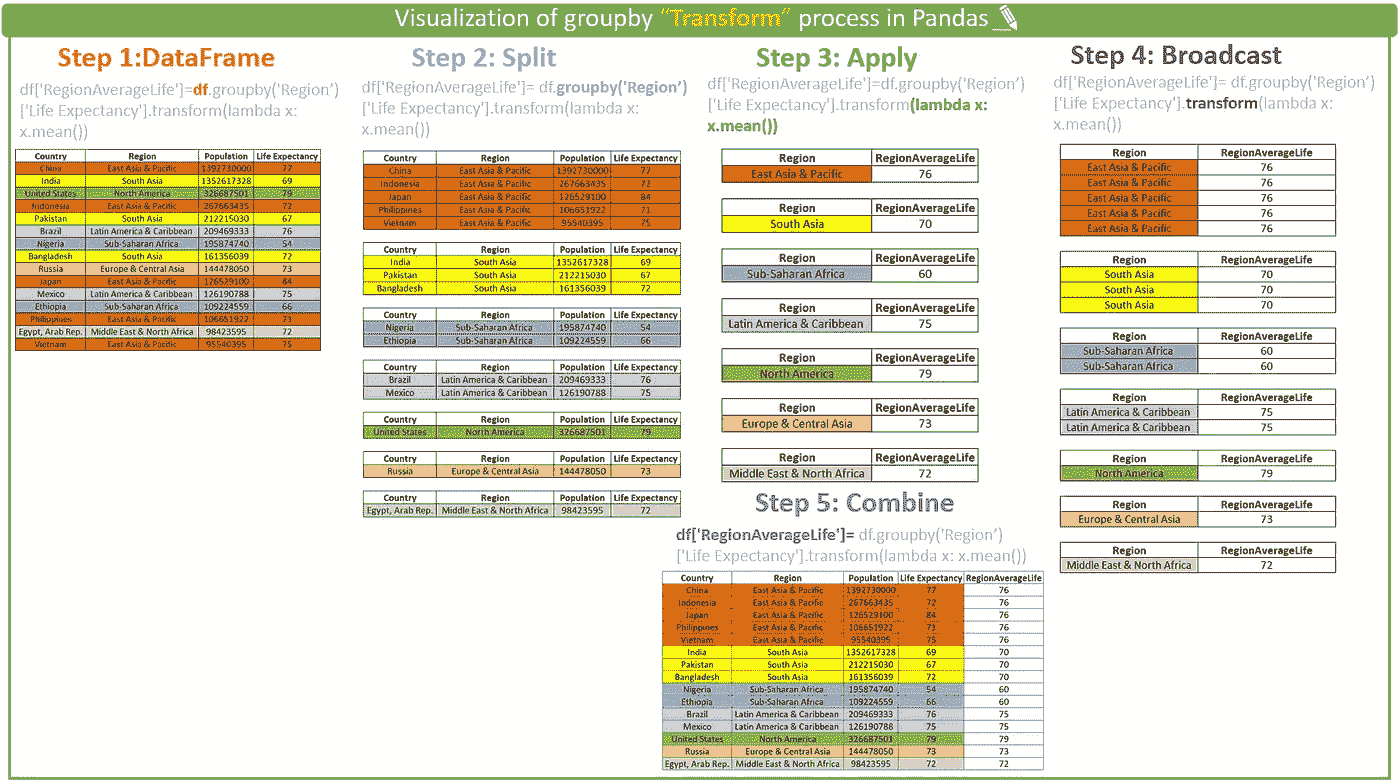 Visualization of groupby “Transform” process in Pandas
Step 1:DataFrame
df['RegionAverageLife']=df.groupby('Region’)
['Life Expectancy'].transform(lambda x:
x.mean())
Country Region Population Life Expectancy
China East Asia & Pacific 1392730000 77
India South Asia 1352617328 69
United States North America 326687501 79
Indonesia East Asia & Pacific 267663435 72
Pakistan South Asia 212215030 67
Brazil Latin America & Caribbean 209469333 76
Nigeria Sub-Saharan Africa 195874740 54
Bangladesh South Asia 161356039 72
Russia Europe & Central Asia 144478050 73
Japan East Asia & Pacific 126529100 84
Mexico Latin America & Caribbean 126190788 75
Ethiopia Sub-Saharan Africa 109224559 66
Philippines East Asia & Pacific 106651922 71
Egypt, Arab Rep. Middle East & North Africa 98423595 72
Vietnam East Asia & Pacific 95540395 75
Step 2: Split
df['RegionAverageLife']= df.groupby('Region’)
['Life Expectancy'].transform(lambda x:
x.mean())
Country Region Population Life Expectancy
China East Asia & Pacific 1392730000 77
Indonesia East Asia & Pacific 267663435 72
Japan East Asia & Pacific 126529100 84
Philippines East Asia & Pacific 106651922 71
Vietnam East Asia & Pacific 95540395 75
Country Region Population Life Expectancy
India South Asia 1352617328 69
Pakistan South Asia 212215030 67
Bangladesh South Asia 161356039 72
Country Region Population Life Expectancy
Nigeria Sub-Saharan Africa 195874740 54
Ethiopia Sub-Saharan Africa 109224559 66
Country Region Population Life Expectancy
Brazil Latin America & Caribbean 209469333 76
Mexico Latin America & Caribbean 126190788 75
Country Region Population Life Expectancy
United States North America 326687501 79
Country Region Population Life Expectancy
Russia Europe & Central Asia 144478050 73
Country Region Population Life Expectancy
Egypt, Arab Rep. Middle East & North Africa 98423595 72
Step 3: Apply
df['RegionAverageLife']=df.groupby('Region’)
['Life Expectancy'].transform(lambda x:
x.mean())
Region RegionAverageLife
East Asia & Pacific 76
Region RegionAverageLife
South Asia 70
Region RegionAverageLife
Sub-Saharan Africa 60
Region RegionAverageLife
Latin America & Caribbean 75
Region RegionAverageLife
North America 79
Region RegionAverageLife
Europe & Central Asia 73
Region RegionAverageLife
Middle East & North Africa 72
Step 4: Broadcast
df['RegionAverageLife']= df.groupby('Region’)
['Life Expectancy'].transform(lambda x:
x.mean())
Region RegionAverageLife
East Asia & Pacific 76
East Asia & Pacific 76
East Asia & Pacific 76
East Asia & Pacific 76
East Asia & Pacific 76
Region RegionAverageLife
South Asia 70
South Asia 70
South Asia 70
Region RegionAverageLife
Sub-Saharan Africa 60
Sub-Saharan Africa 60
Region RegionAverageLife
Latin America & Caribbean 75
Latin America & Caribbean 75
Region RegionAverageLife
North America 79
Region RegionAverageLife
Europe & Central Asia 73
Region RegionAverageLife
Middle East & North Africa 72
Step 5: Combine
df['RegionAverageLife']= df.groupby('Region’)
['Life Expectancy'].transform(lambda x: x.mean())
Country Region Population Life Expectancy RegionAverageLife
China East Asia & Pacific 1392730000 77 76
Indonesia East Asia & Pacific 267663435 72 76
Japan East Asia & Pacific 126529100 84 76
Philippines East Asia & Pacific 106651922 71 76
Vietnam East Asia & Pacific 95540395 75 76
India South Asia 1352617328 69 70
Pakistan South Asia 212215030 67 70
Bangladesh South Asia 161356039 72 70
Nigeria Sub-Saharan Africa 195874740 54 60
Ethiopia Sub-Saharan Africa 109224559 66 60
Brazil Latin America & Caribbean 209469333 76 75
Mexico Latin America & Caribbean 126190788 75 75
United States North America 326687501 79 79
Russia Europe & Central Asia 144478050 73 73
Egypt, Arab Rep. Middle East & North Africa 98423595 72 72